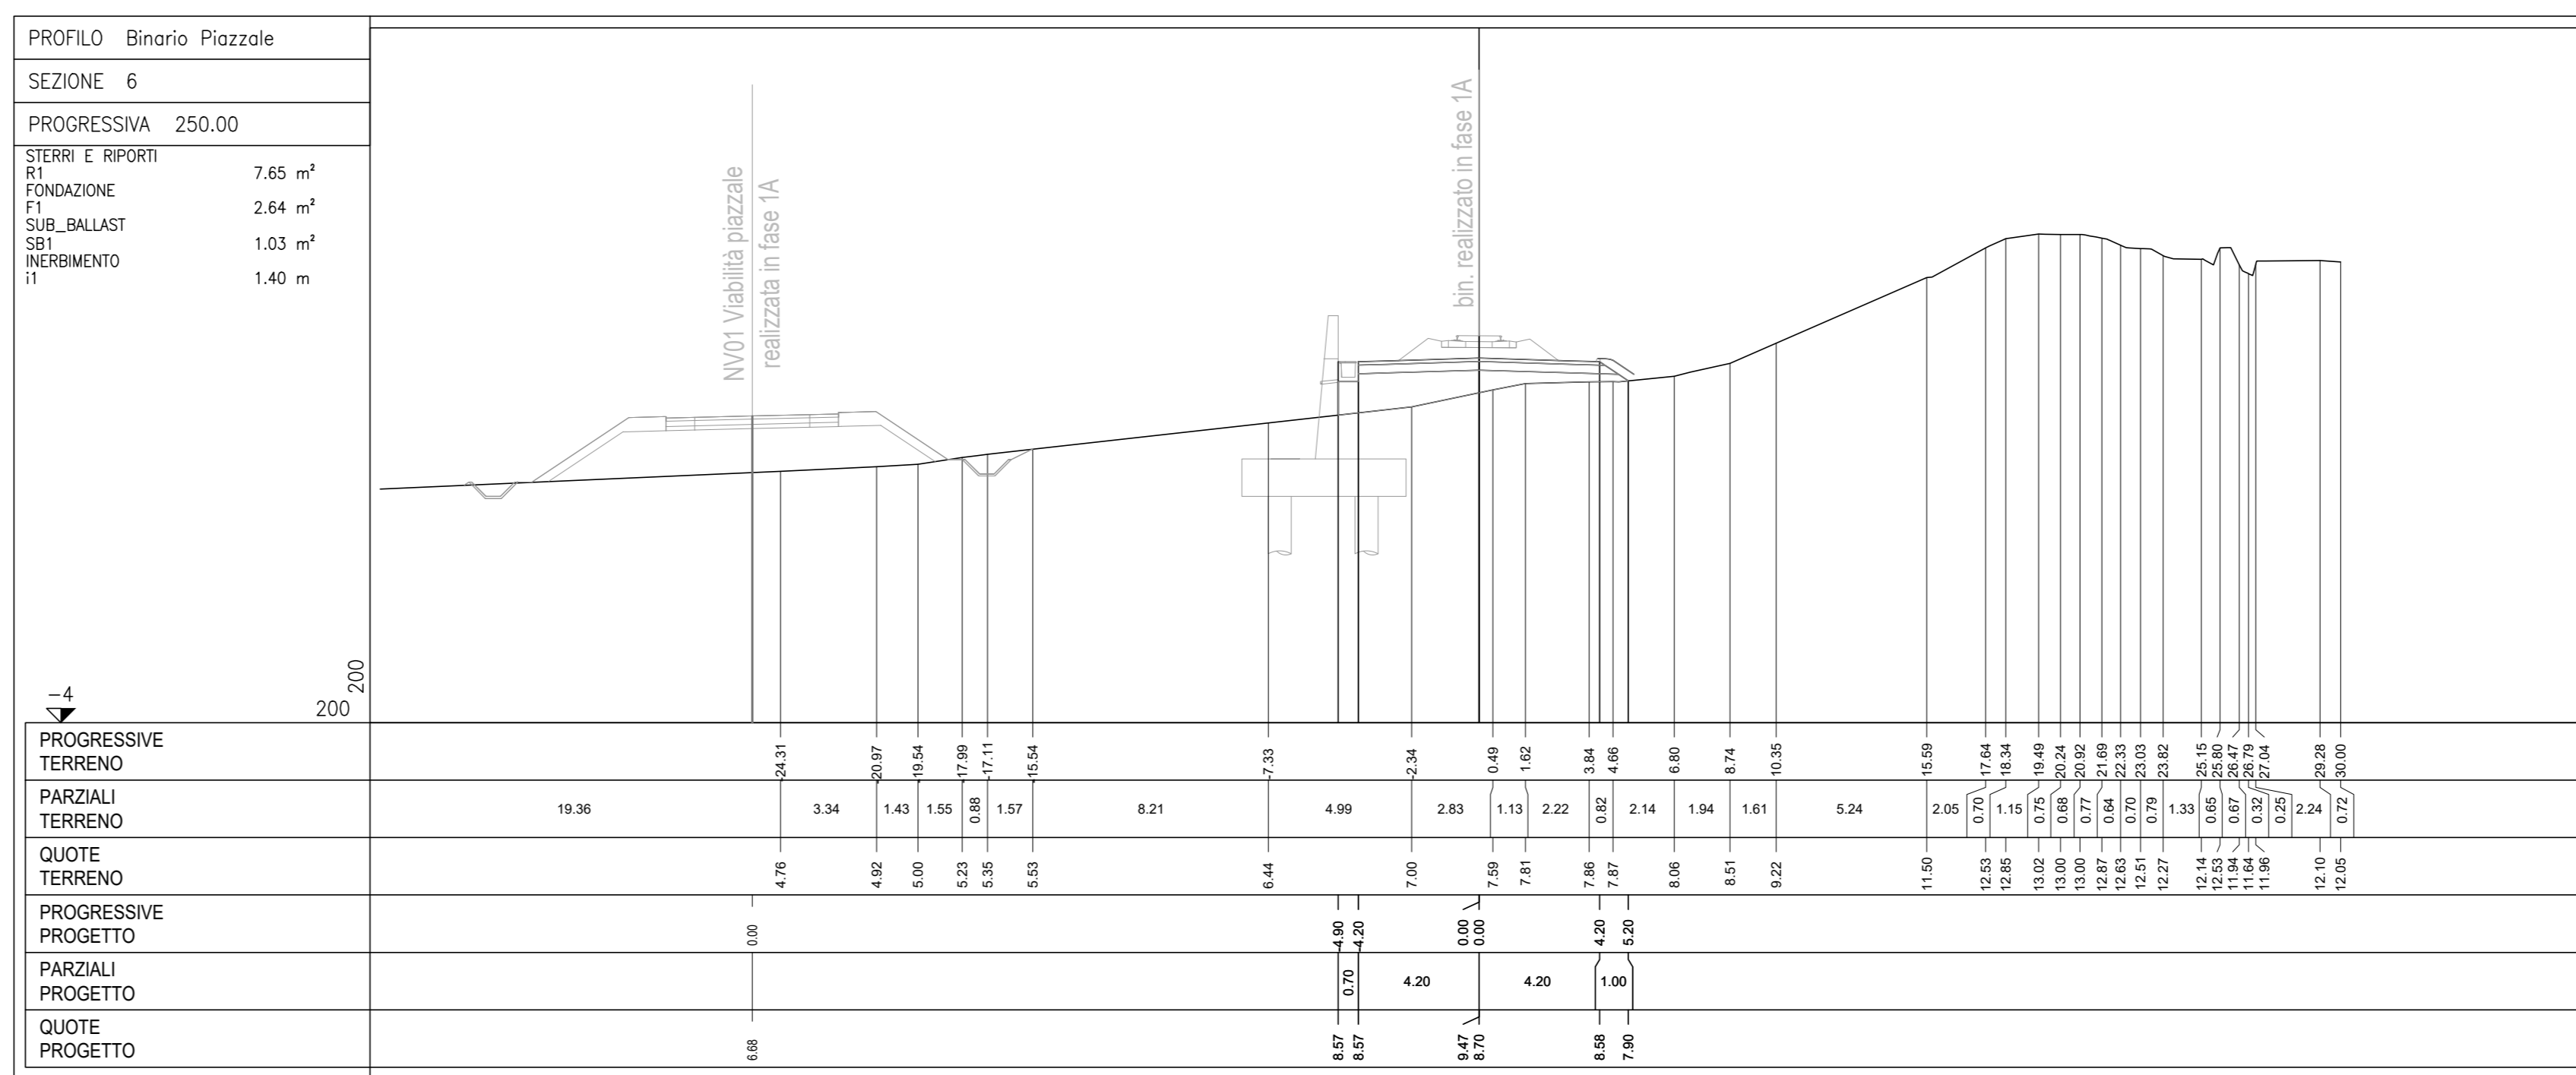 PROFILO Binario Piazzale
SEZIONE 6
PROGRESSIVA 250.00
STERRI E RIPORTI
R1 7.65 m²
FONDAZIONE
F1 2.64 m²
SUB_BALLAST
SB1 1.03 m²
INERBIMENTO
i1 1.40 m
NV01 Viabilità piazzale
realizzata in fase 1A
bin. realizzato in fase 1A
-4
200
200
PROGRESSIVE
TERRENO
-24.31 -20.97 -19.54 -17.99 -17.11 -15.54 -7.33 -2.34 0.49 1.62 3.84 4.66 6.80 8.74 10.35 15.59 17.64 18.34 19.49 20.24 20.92 21.69 22.33 23.03 23.82 25.15 25.80 26.47 26.79 27.04 29.28 30.00
PARZIALI
TERRENO
19.36 3.34 1.43 1.55 0.88 1.57 8.21 4.99 2.83 1.13 2.22 0.82 2.14 1.94 1.61 5.24 2.05 0.70 1.15 0.75 0.68 0.77 0.64 0.70 0.79 1.33 0.65 0.67 0.32 0.25 2.24 0.72
QUOTE
TERRENO
4.76 4.92 5.00 5.23 5.35 5.53 6.44 7.00 7.59 7.81 7.86 7.87 8.06 8.51 9.22 11.50 12.53 12.85 13.02 13.00 13.00 12.87 12.63 12.51 12.27 12.14 12.53 11.94 11.64 11.96 12.10 12.05
PROGRESSIVE
PROGETTO
0.00 -4.90 -4.20 0.00 0.00 4.20 5.20
PARZIALI
PROGETTO
0.70 4.20 4.20 1.00
QUOTE
PROGETTO
6.68 8.57 8.57 9.47 8.70 8.58 7.90